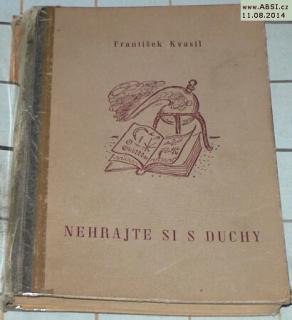 www.ABSI.cz
11.08.2014
František Kvasil
NEHRAJTE SI S DUCHY